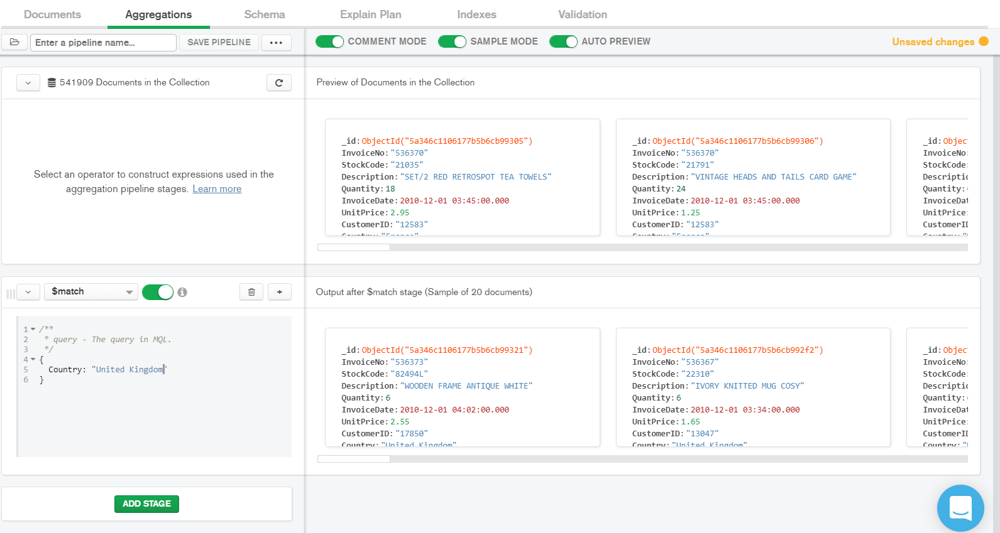 Documents Aggregations Schema Explain Plan Indexes Validation
Enter a pipeline name... SAVE PIPELINE ••• COMMENT MODE SAMPLE MODE AUTO PREVIEW Unsaved changes
541909 Documents in the Collection
Select an operator to construct expressions used in the
aggregation pipeline stages. Learn more
Preview of Documents in the Collection
_id: ObjectId("5a346c1106177b5b6cb99305")
InvoiceNo: "536370"
StockCode: "21035"
Description: "SET/2 RED RETROSPOT TEA TOWELS"
Quantity: 18
InvoiceDate: 2010-12-01 03:45:00.000
UnitPrice: 2.95
CustomerID: "12583"
Country: "France"
_id: ObjectId("5a346c1106177b5b6cb99306")
InvoiceNo: "536370"
StockCode: "21791"
Description: "VINTAGE HEADS AND TAILS CARD GAME"
Quantity: 24
InvoiceDate: 2010-12-01 03:45:00.000
UnitPrice: 1.25
CustomerID: "12583"
Country: "France"
_id: Objec
InvoiceNo:
StockCode:
Descriptio
Quantity:
InvoiceDat
UnitPrice:
CustomerID
Country: "
$match
1 /**
2 * query - The query in MQL.
3 */
4 {
5 Country: "United Kingdom"
6 }
Output after $match stage (Sample of 20 documents)
_id: ObjectId("5a346c1106177b5b6cb99321")
InvoiceNo: "536373"
StockCode: "82494L"
Description: "WOODEN FRAME ANTIQUE WHITE"
Quantity: 6
InvoiceDate: 2010-12-01 04:02:00.000
UnitPrice: 2.55
CustomerID: "17850"
Country: "United Kingdom"
_id: ObjectId("5a346c1106177b5b6cb992f2")
InvoiceNo: "536367"
StockCode: "22310"
Description: "IVORY KNITTED MUG COSY"
Quantity: 6
InvoiceDate: 2010-12-01 03:34:00.000
UnitPrice: 1.65
CustomerID: "13047"
Country: "United Kingdom"
_id: Objec
InvoiceNo:
StockCode:
Descriptio
Quantity:
InvoiceDat
UnitPrice:
CustomerID
Country: "
ADD STAGE